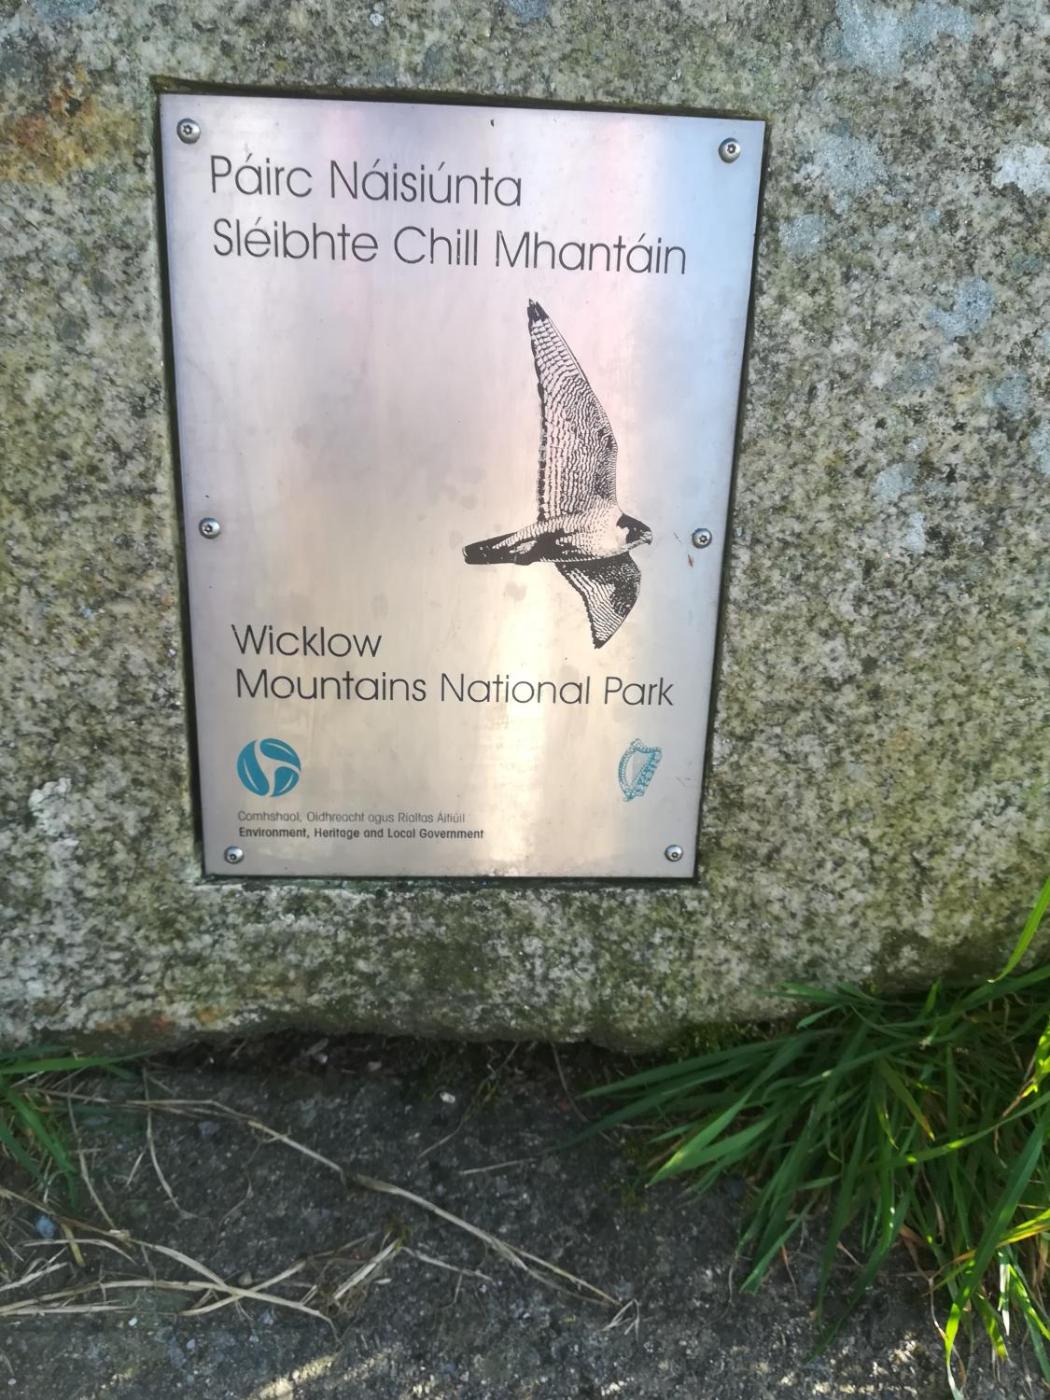 Páirc Náisiúnta
Sléibhte Chill Mhantáin
Wicklow
Mountains National Park
Comhshaol, Oidhreacht agus Rialtas Áitiúil
Environment, Heritage and Local Government